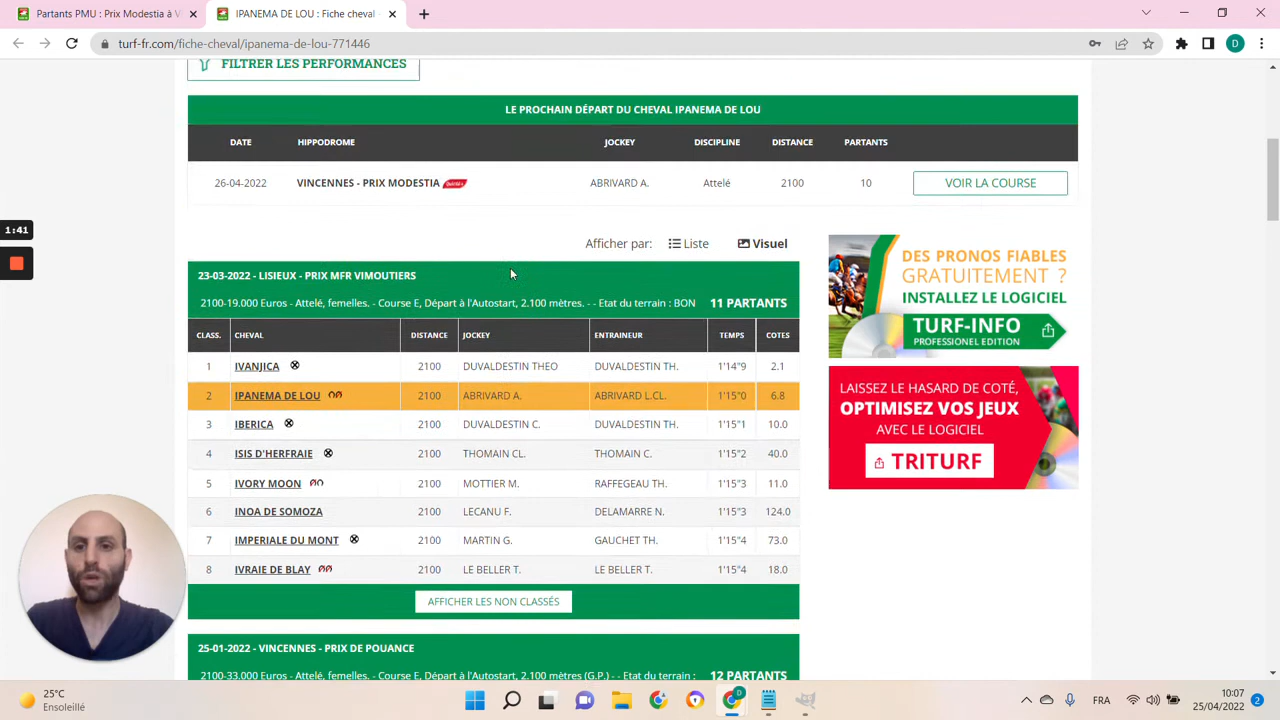 Partants PMU : Prix Modestia à V
IPANEMA DE LOU : Fiche cheval
turf-fr.com/fiche-cheval/ipanema-de-lou-771446
D
FILTRER LES PERFORMANCES
LE PROCHAIN DÉPART DU CHEVAL IPANEMA DE LOU
DATE HIPPODROME JOCKEY DISCIPLINE DISTANCE PARTANTS
26-04-2022 VINCENNES - PRIX MODESTIA Quinté+ ABRIVARD A. Attelé 2100 10 VOIR LA COURSE
1:41
Afficher par: Liste Visuel
23-03-2022 - LISIEUX - PRIX MFR VIMOUTIERS
2100-19.000 Euros - Attelé, femelles. - Course E, Départ à l'Autostart, 2.100 mètres. - - Etat du terrain : BON 11 PARTANTS
CLASS. CHEVAL DISTANCE JOCKEY ENTRAINEUR TEMPS COTES
1 IVANJICA 2100 DUVALDESTIN THEO DUVALDESTIN TH. 1'14"9 2.1
2 IPANEMA DE LOU 2100 ABRIVARD A. ABRIVARD L.CL. 1'15"0 6.8
3 IBERICA 2100 DUVALDESTIN C. DUVALDESTIN TH. 1'15"1 10.0
4 ISIS D'HERFRAIE 2100 THOMAIN CL. THOMAIN C. 1'15"2 40.0
5 IVORY MOON 2100 MOTTIER M. RAFFEGEAU TH. 1'15"3 11.0
6 INOA DE SOMOZA 2100 LECANU F. DELAMARRE N. 1'15"3 124.0
7 IMPERIALE DU MONT 2100 MARTIN G. GAUCHET TH. 1'15"4 73.0
8 IVRAIE DE BLAY 2100 LE BELLER T. LE BELLER T. 1'15"4 18.0
AFFICHER LES NON CLASSÉS
25-01-2022 - VINCENNES - PRIX DE POUANCE
2100-33.000 Euros - Attelé, femelles. - Course E, Départ à l'Autostart, 2.100 mètres (G.P.) - - Etat du terrain : 12 PARTANTS
DES PRONOS FIABLES
GRATUITEMENT ?
INSTALLEZ LE LOGICIEL
TURF-INFO
PROFESSIONEL EDITION
LAISSEZ LE HASARD DE COTÉ,
OPTIMISEZ VOS JEUX
AVEC LE LOGICIEL
TRITURF
25°C
Ensoleillé
D
FRA
10:07
25/04/2022
2